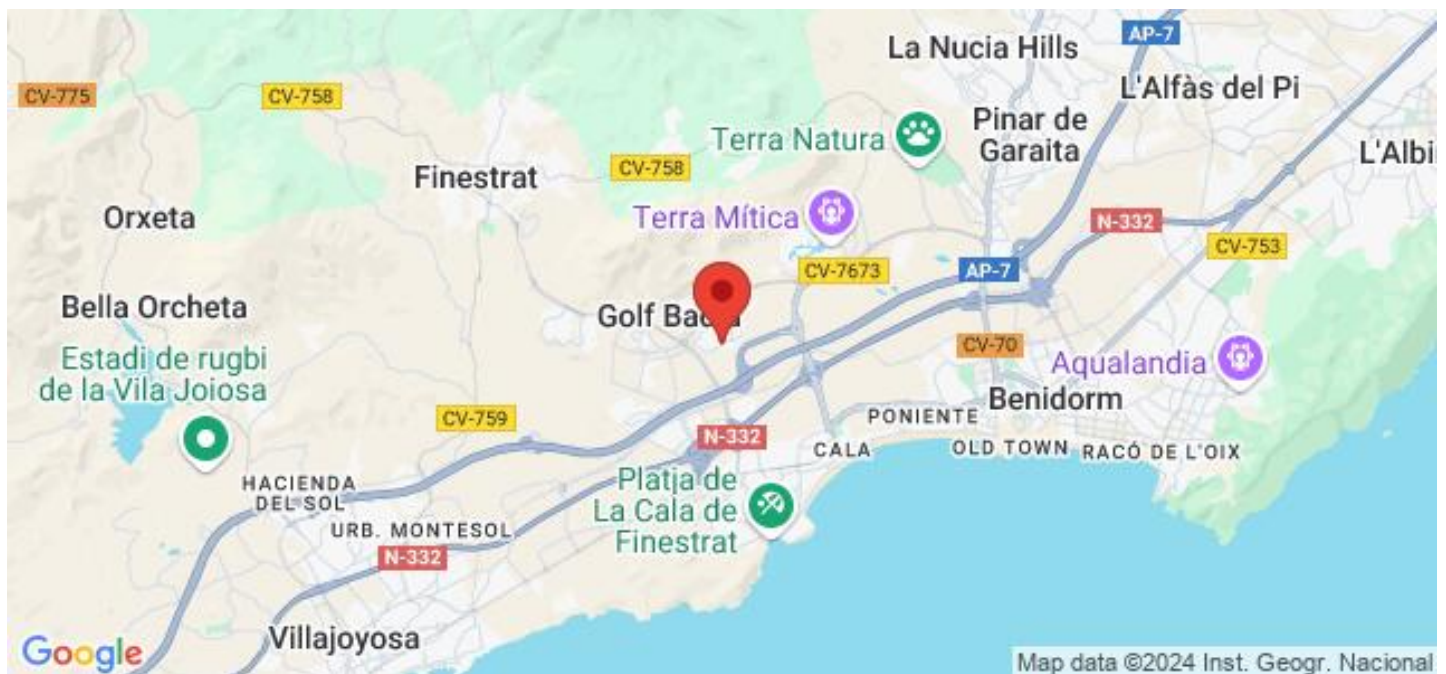 La Nucia Hills
AP-7
CV-775
CV-758
L'Alfàs del Pi
Terra Natura
Pinar de
Garaita
L'Albi
Finestrat
CV-758
Orxeta
Terra Mítica
N-332
CV-753
CV-7673
AP-7
Bella Orcheta
Golf
Estadi de rugbi
de la Vila Joiosa
CV-70
Aqualandia
Benidorm
CV-759
PONIENTE
N-332
CALA
OLD TOWN
RACÓ DE L'OIX
HACIENDA
DEL SOL
Platja de
La Cala de
Finestrat
URB. MONTESOL
N-332
Villajoyosa
Google
Map data ©2024 Inst. Geogr. Nacional